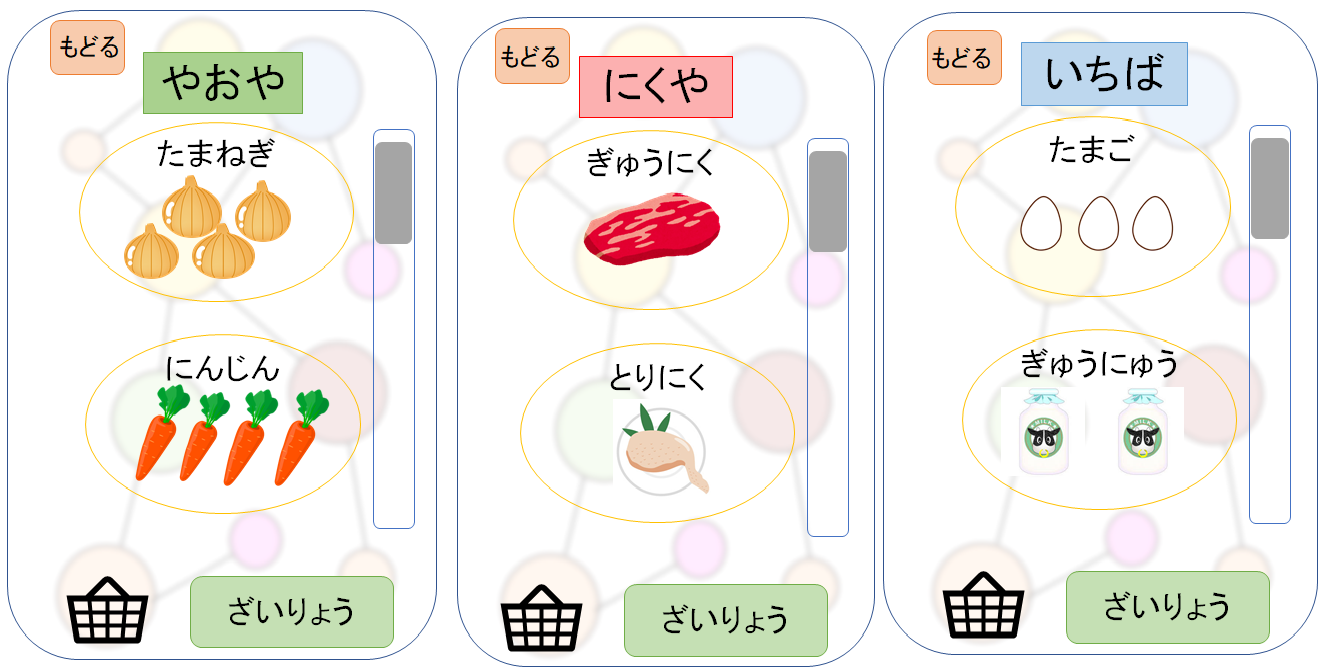 もどる
やおや
たまねぎ
にんじん
ざいりょう
もどる
にくや
ぎゅうにく
とりにく
ざいりょう
もどる
いちば
たまご
ぎゅうにゅう
MILK
MILK
ざいりょう